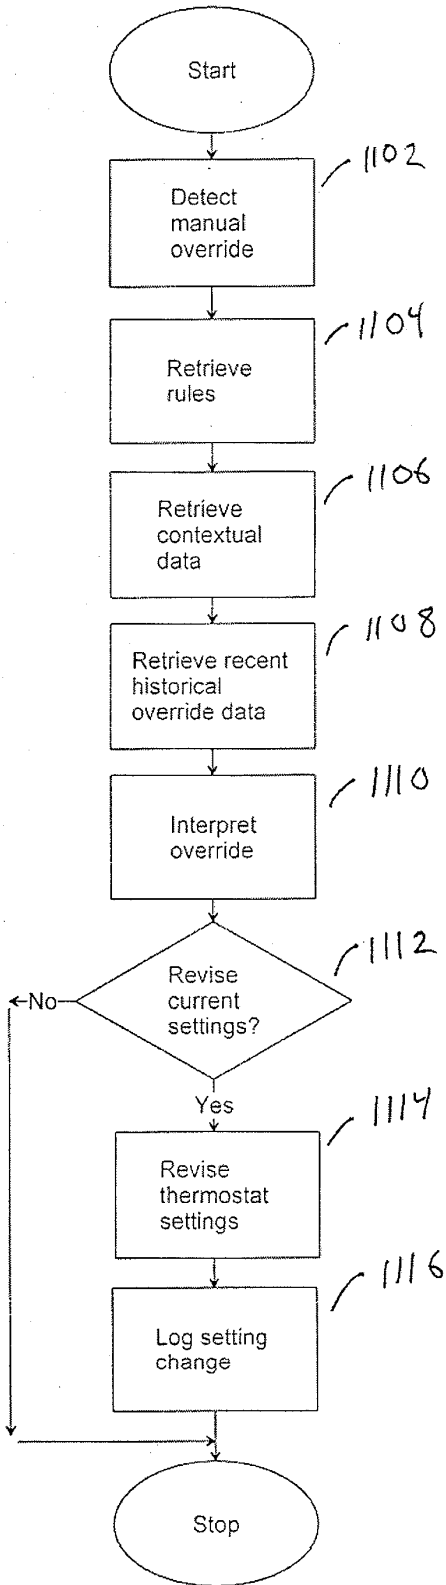 Start
1102
Detect
manual
override
1104
Retrieve
rules
1106
Retrieve
contextual
data
1108
Retrieve recent
historical
override data
1110
Interpret
override
1112
Revise
current
settings?
No
Yes
1114
Revise
thermostat
settings
1116
Log setting
change
Stop